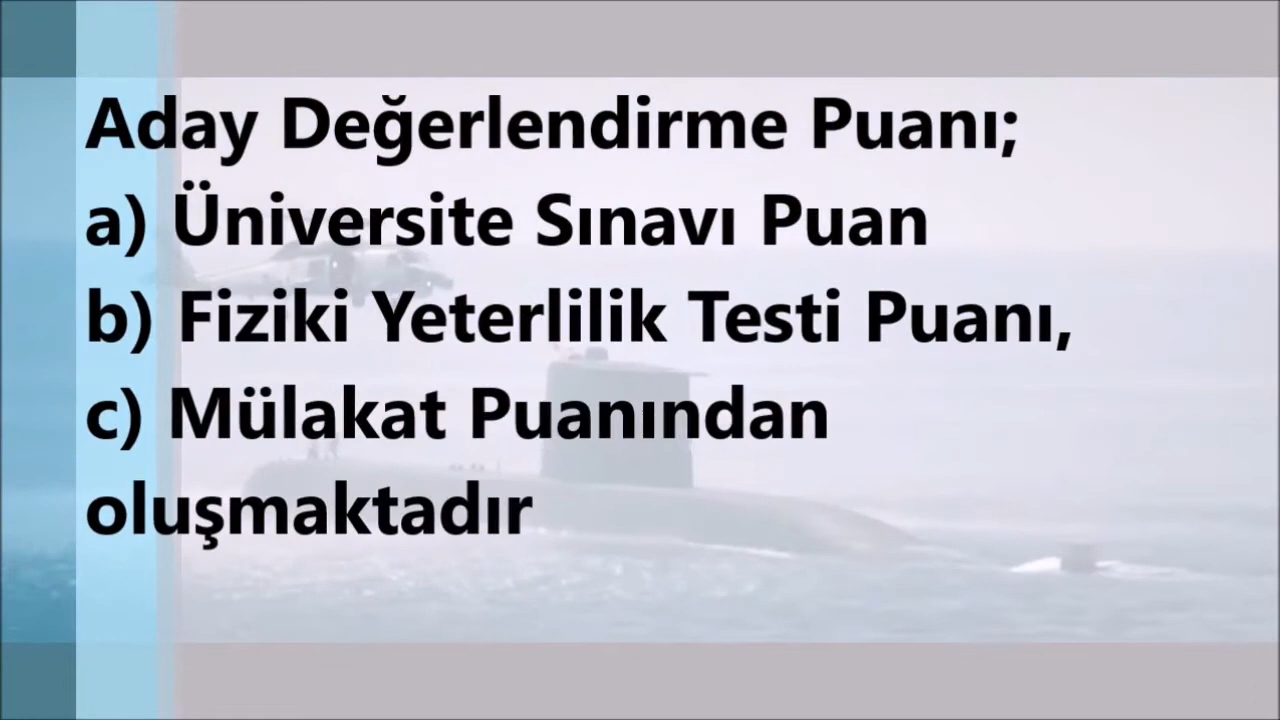 Aday Değerlendirme Puanı;
a) Üniversite Sınavı Puan
b) Fiziki Yeterlilik Testi Puanı,
c) Mülakat Puanından
oluşmaktadır